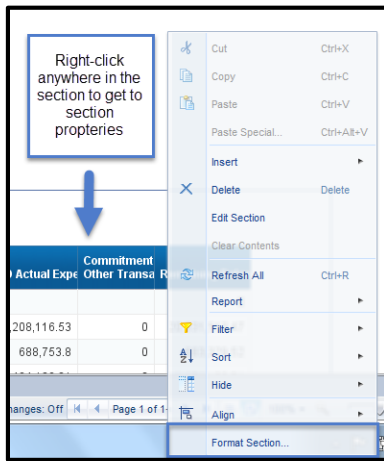 Right-click
anywhere in the
section to get to
section
propteries
Cut Ctrl+X
Copy Ctrl+C
Paste Ctrl+V
Paste Special... Ctrl+Alt+V
Insert
Delete Delete
Edit Section
Clear Contents
Refresh All Ctrl+R
Report
Filter
Sort
Hide
Align
Format Section...
Commitment
Actual Expe Other Transa
,208,116.53 0
688,753.8 0
anges: Off Page 1 of 1